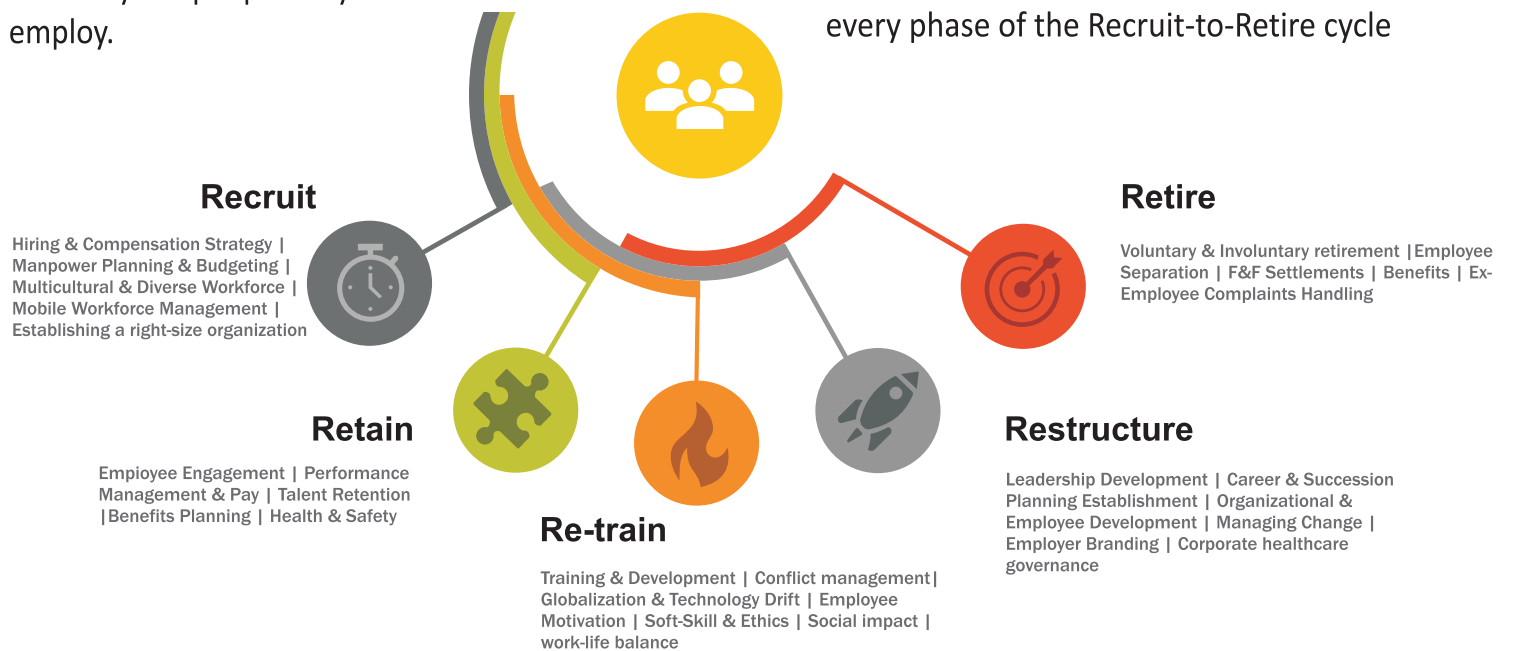 employ.
every phase of the Recruit-to-Retire cycle
Recruit
Hiring & Compensation Strategy |
Manpower Planning & Budgeting |
Multicultural & Diverse Workforce |
Mobile Workforce Management |
Establishing a right-size organization
Retain
Employee Engagement | Performance
Management & Pay | Talent Retention
|Benefits Planning | Health & Safety
Re-train
Training & Development | Conflict management|
Globalization & Technology Drift | Employee
Motivation | Soft-Skill & Ethics | Social impact |
work-life balance
Restructure
Leadership Development | Career & Succession
Planning Establishment | Organizational &
Employee Development | Managing Change |
Employer Branding | Corporate healthcare
governance
Retire
Voluntary & Involuntary retirement |Employee
Separation | F&F Settlements | Benefits | Ex-
Employee Complaints Handling